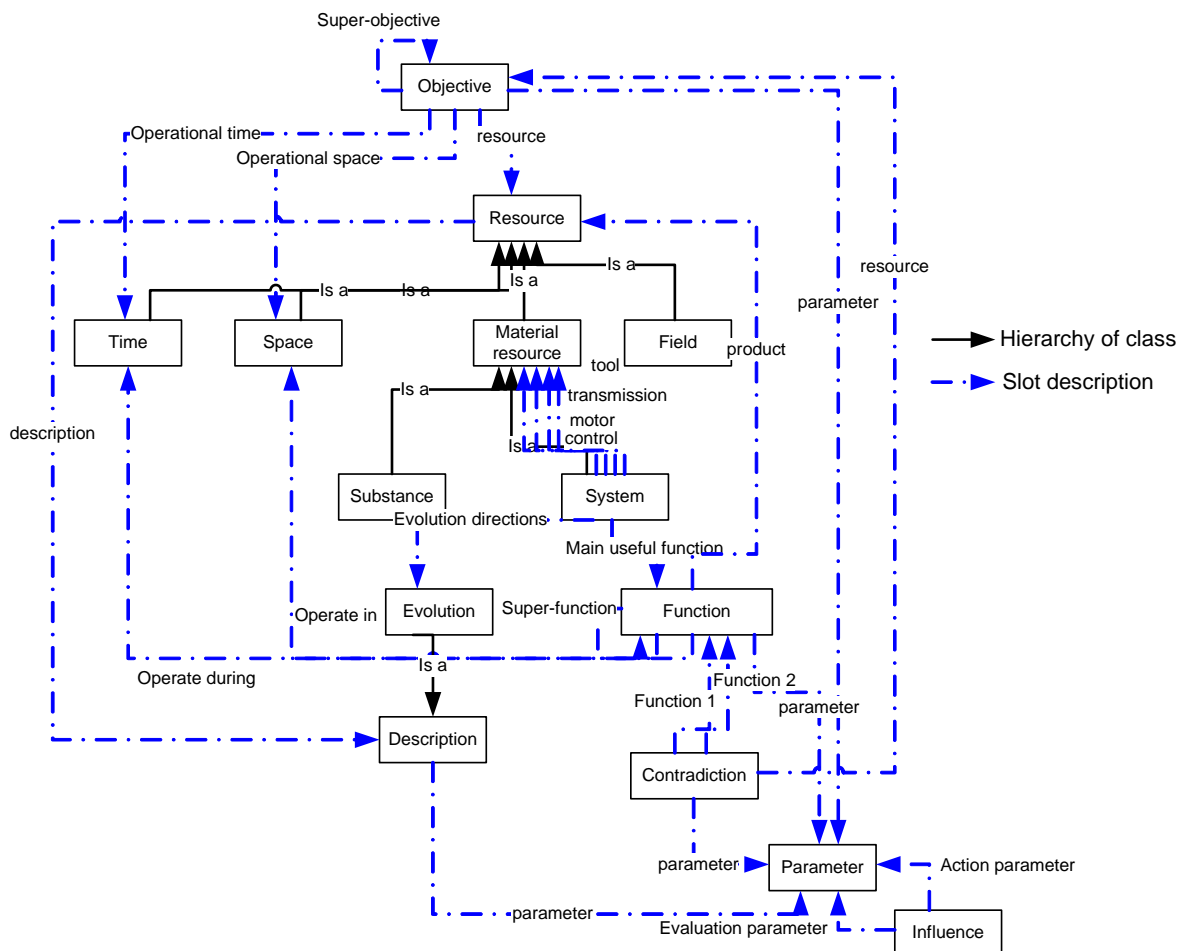 Super-objective
Objective
Operational time
resource
Operational space
Resource
Is a
resource
Is a
Is a
Is a
parameter
Time
Space
Material
resource
Field
product
Hierarchy of class
tool
Slot description
Is a
transmission
description
motor
control
Is a
Substance
System
Evolution directions
Main useful function
Operate in
Evolution
Super-function
Function
Is a
Operate during
Function 2
Function 1
parameter
Description
Contradiction
parameter
Parameter
Action parameter
parameter
Evaluation parameter
Influence